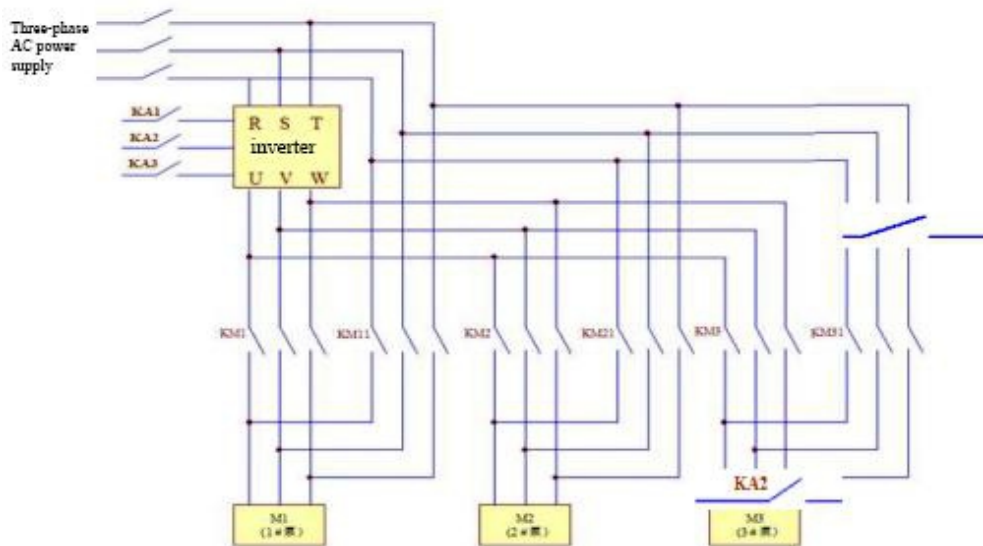 Three-phase
AC power
supply
KA1
KA2
KA3
R S T
inverter
U V W
KM1
KM11
KM2
KM21
KM3
KM31
KA2
M1
(1#泵)
M2
(2#泵)
M3
(3#泵)